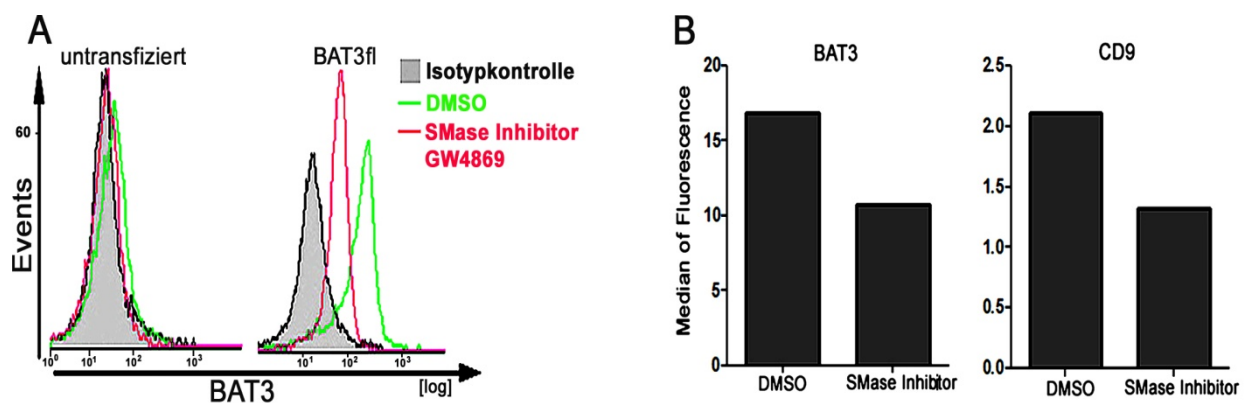 A
untransfiziert
BAT3fl
Isotypkontrolle
DMSO
SMase Inhibitor
GW4869
60
Events
10⁰ 10¹ 10² 10³
10¹ 10² 10³
BAT3
[log]
B
BAT3
CD9
Median of Fluorescence
20
15
10
5
0
DMSO SMase Inhibitor
2.5
2.0
1.5
1.0
0.5
0.0
DMSO SMase Inhibitor